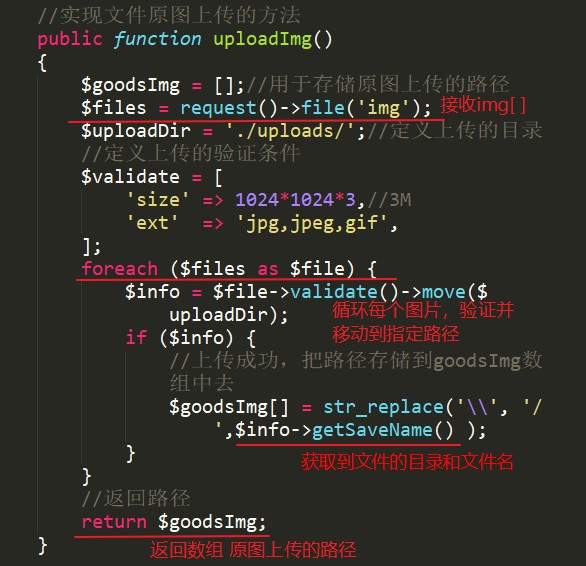 //实现文件原图上传的方法
public function uploadImg()
{
$goodsImg = [];//用于存储原图上传的路径
$files = request()->file('img'); 接收img[]
$uploadDir = './uploads/';//定义上传的目录
//定义上传的验证条件
$validate = [
'size' => 1024*1024*3,//3M
'ext' => 'jpg,jpeg,gif',
];
foreach ($files as $file) {
$info = $file->validate()->move($
uploadDir);
循环每个图片，验证并
移动到指定路径
if ($info) {
//上传成功，把路径存储到goodsImg数
组中去
$goodsImg[] = str_replace('\\', '/
',$info->getSaveName() );
}
获取到文件的目录和文件名
}
//返回路径
return $goodsImg;
}
返回数组 原图上传的路径